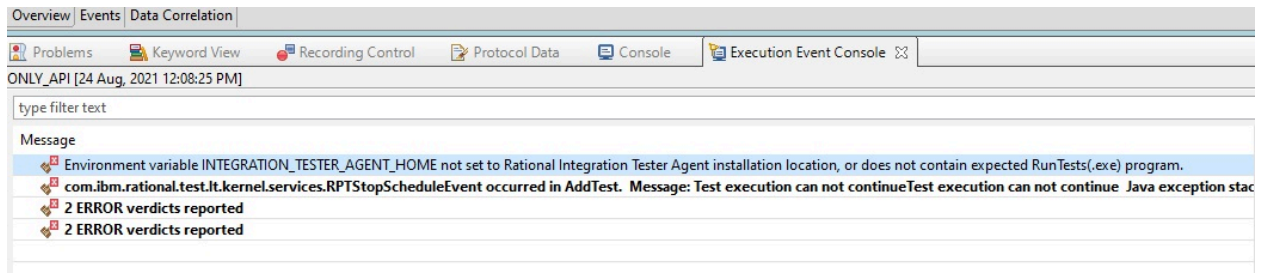 Overview Events Data Correlation
Problems Keyword View Recording Control Protocol Data Console Execution Event Console
ONLY_API [24 Aug, 2021 12:08:25 PM]
type filter text
Message
Environment variable INTEGRATION_TESTER_AGENT_HOME not set to Rational Integration Tester Agent installation location, or does not contain expected RunTests(.exe) program.
com.ibm.rational.test.lt.kernel.services.RPTStopScheduleEvent occurred in AddTest. Message: Test execution can not continueTest execution can not continue Java exception stac
2 ERROR verdicts reported
2 ERROR verdicts reported